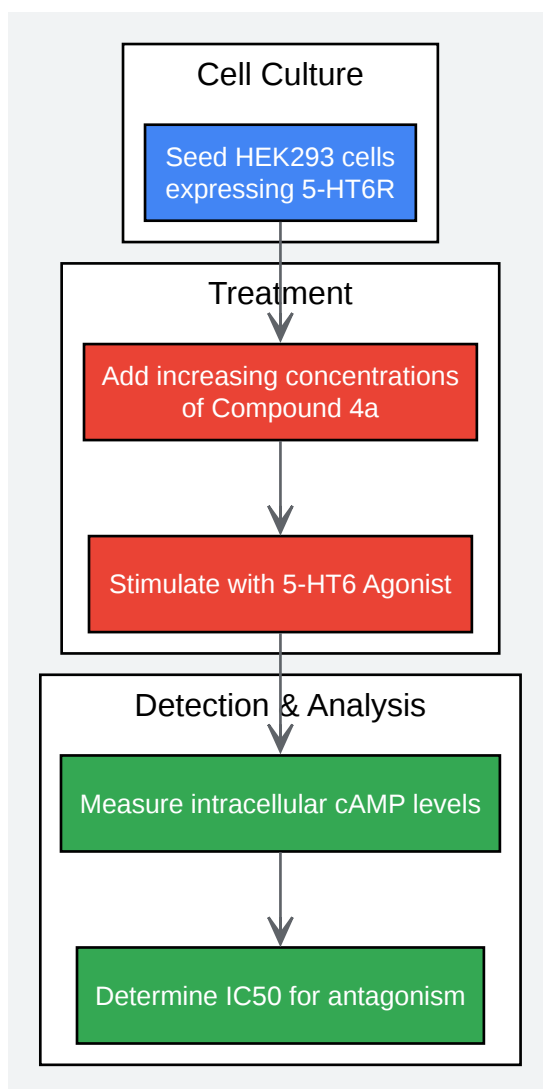 Cell Culture
Seed HEK293 cells
expressing 5-HT6R
Treatment
Add increasing concentrations
of Compound 4a
Stimulate with 5-HT6 Agonist
Detection & Analysis
Measure intracellular cAMP levels
Determine IC50 for antagonism